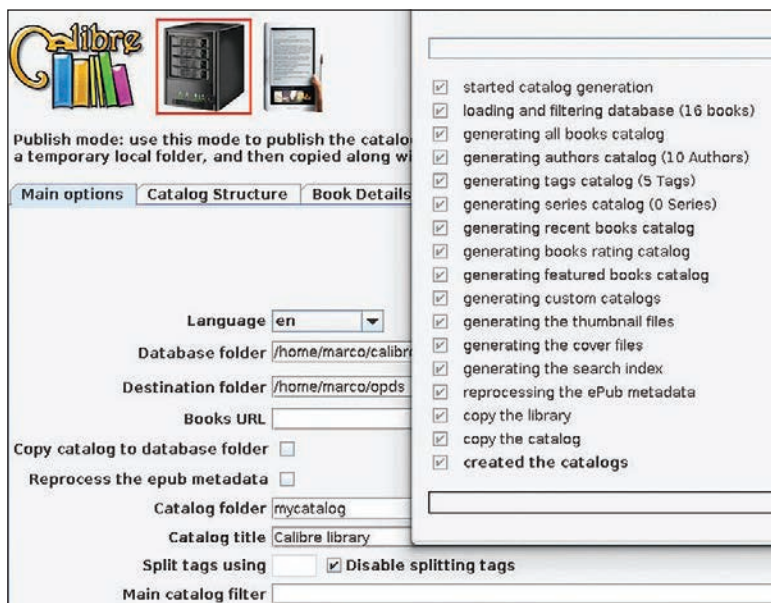 Calibre
Publish mode: use this mode to publish the catalo
a temporary local folder, and then copied along wi
Main options
Catalog Structure
Book Details
Language en
Database folder /home/marco/calibr
Destination folder /home/marco/opds
Books URL
Copy catalog to database folder
Reprocess the epub metadata
Catalog folder mycatalog
Catalog title Calibre library
Split tags using Disable splitting tags
Main catalog filter
started catalog generation
loading and filtering database (16 books)
generating all books catalog
generating authors catalog (10 Authors)
generating tags catalog (5 Tags)
generating series catalog (0 Series)
generating recent books catalog
generating books rating catalog
generating featured books catalog
generating custom catalogs
generating the thumbnail files
generating the cover files
generating the search index
reprocessing the ePub metadata
copy the library
copy the catalog
created the catalogs